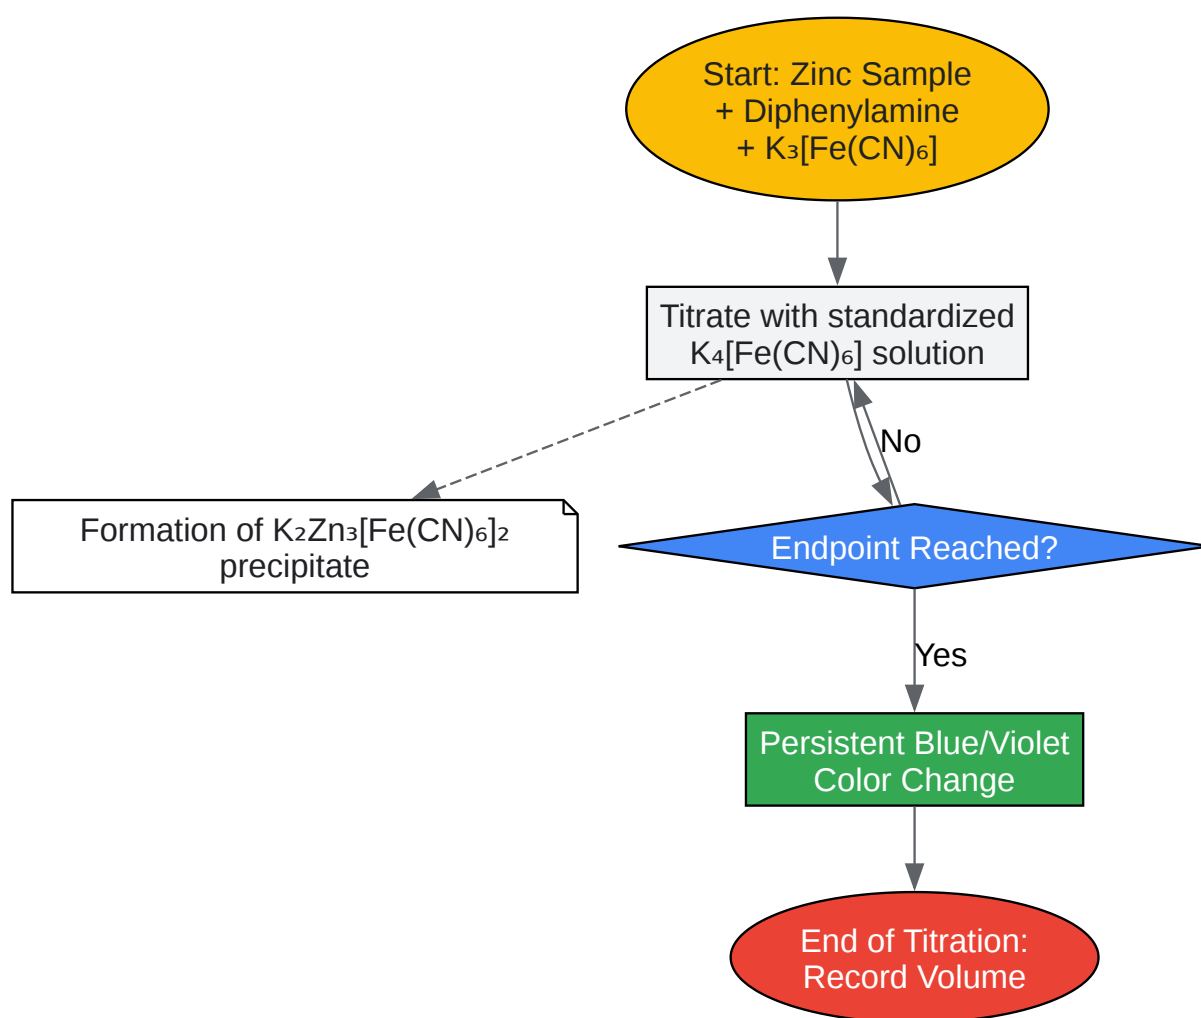 Start: Zinc Sample
+ Diphenylamine
+ K₃[Fe(CN)₆]
Titrate with standardized
K₄[Fe(CN)₆] solution
No
Formation of K₂Zn₃[Fe(CN)₆]₂
precipitate
Endpoint Reached?
Yes
Persistent Blue/Violet
Color Change
End of Titration:
Record Volume